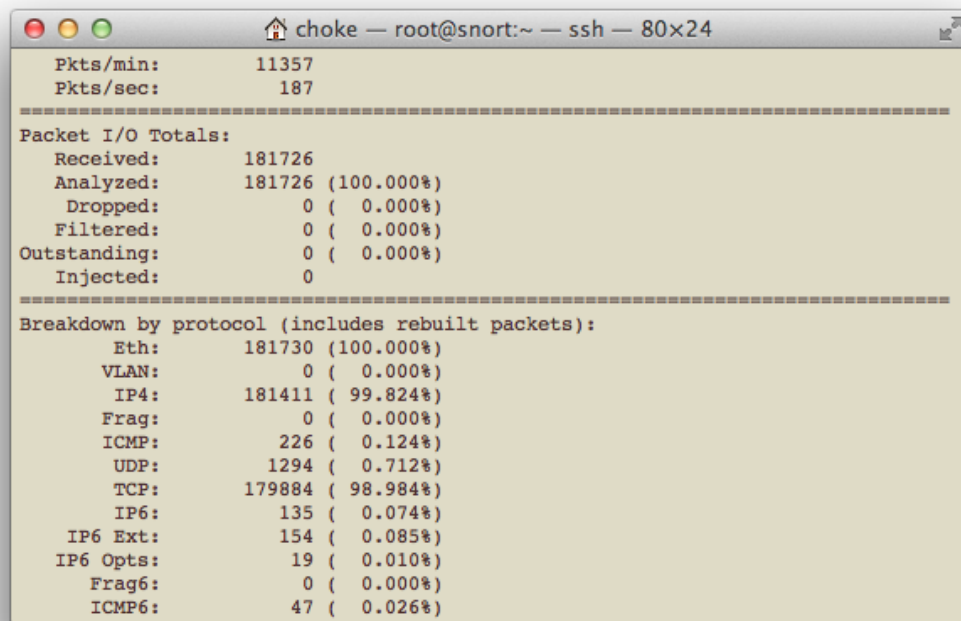 choke — root@snort:~ — ssh — 80×24
Pkts/min:        11357
Pkts/sec:          187
===============================================================================
Packet I/O Totals:
   Received:       181726
   Analyzed:       181726 (100.000%)
    Dropped:            0 (  0.000%)
   Filtered:            0 (  0.000%)
Outstanding:            0 (  0.000%)
   Injected:            0
===============================================================================
Breakdown by protocol (includes rebuilt packets):
        Eth:       181730 (100.000%)
       VLAN:            0 (  0.000%)
        IP4:       181411 ( 99.824%)
       Frag:            0 (  0.000%)
       ICMP:          226 (  0.124%)
        UDP:         1294 (  0.712%)
        TCP:       179884 ( 98.984%)
        IP6:          135 (  0.074%)
    IP6 Ext:          154 (  0.085%)
   IP6 Opts:           19 (  0.010%)
      Frag6:            0 (  0.000%)
      ICMP6:           47 (  0.026%)